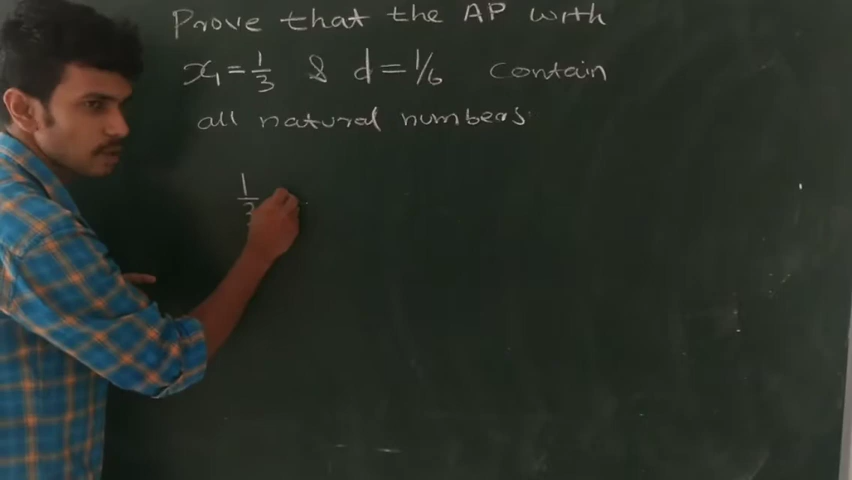 Prove that the AP with
x₁ = 1/3 & d = 1/6 contain
all natural numbers
1/3